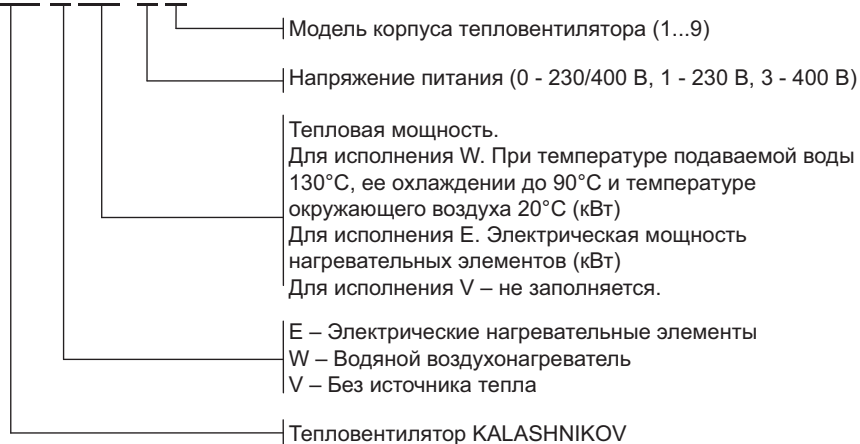 Модель корпуса тепловентилятора (1...9)
Напряжение питания (0 - 230/400 В, 1 - 230 В, 3 - 400 В)
Тепловая мощность.
Для исполнения W. При температуре подаваемой воды
130°C, ее охлаждении до 90°C и температуре
окружающего воздуха 20°C (кВт)
Для исполнения Е. Электрическая мощность
нагревательных элементов (кВт)
Для исполнения V – не заполняется.
E – Электрические нагревательные элементы
W – Водяной воздухонагреватель
V – Без источника тепла
Тепловентилятор KALASHNIKOV